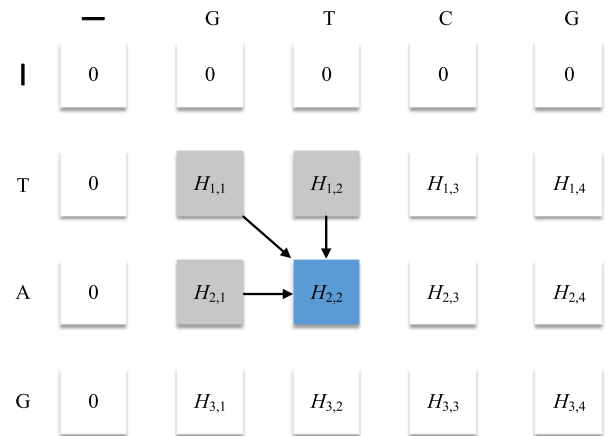 — G T C G
| 0 0 0 0 0
T 0 H1,1 H1,2 H1,3 H1,4
A 0 H2,1 H2,2 H2,3 H2,4
G 0 H3,1 H3,2 H3,3 H3,4